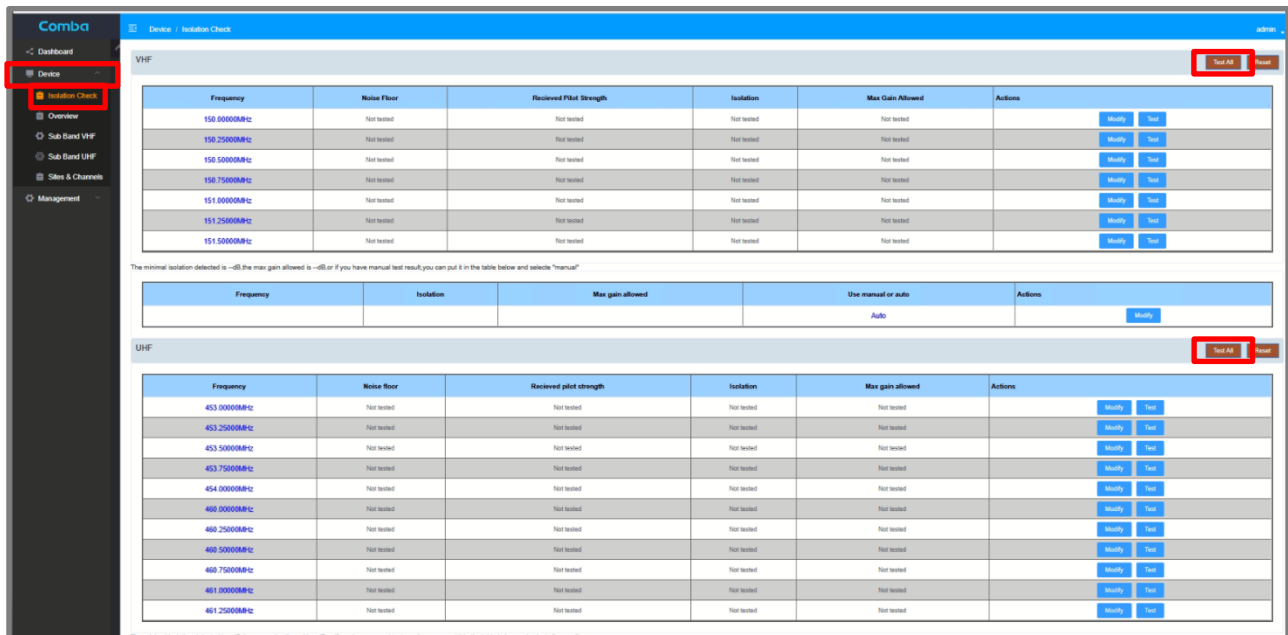 Comba
Device / Isolation Check
admin
Dashboard
Device
Isolation Check
Overview
Sub Band VHF
Sub Band UHF
Sites & Channels
Management
VHF
Test All Reset
Frequency Noise Floor Recieved Pilot Strength Isolation Max Gain Allowed Actions
150.00000MHz Not tested Not tested Not tested Not tested Modify Test
150.25000MHz Not tested Not tested Not tested Not tested Modify Test
150.50000MHz Not tested Not tested Not tested Not tested Modify Test
150.75000MHz Not tested Not tested Not tested Not tested Modify Test
151.00000MHz Not tested Not tested Not tested Not tested Modify Test
151.25000MHz Not tested Not tested Not tested Not tested Modify Test
151.50000MHz Not tested Not tested Not tested Not tested Modify Test
The minimal isolation detected is --dB,the max gain allowed is --dB,or if you have manual test result,you can put it in the table below and selecte "manual"
Frequency Isolation Max gain allowed Use manual or auto Actions
Auto Modify
UHF
Test All Reset
Frequency Noise floor Recieved pilot strength Isolation Max gain allowed Actions
453.00000MHz Not tested Not tested Not tested Not tested Modify Test
453.25000MHz Not tested Not tested Not tested Not tested Modify Test
453.50000MHz Not tested Not tested Not tested Not tested Modify Test
453.75000MHz Not tested Not tested Not tested Not tested Modify Test
454.00000MHz Not tested Not tested Not tested Not tested Modify Test
460.00000MHz Not tested Not tested Not tested Not tested Modify Test
460.25000MHz Not tested Not tested Not tested Not tested Modify Test
460.50000MHz Not tested Not tested Not tested Not tested Modify Test
460.75000MHz Not tested Not tested Not tested Not tested Modify Test
461.00000MHz Not tested Not tested Not tested Not tested Modify Test
461.25000MHz Not tested Not tested Not tested Not tested Modify Test